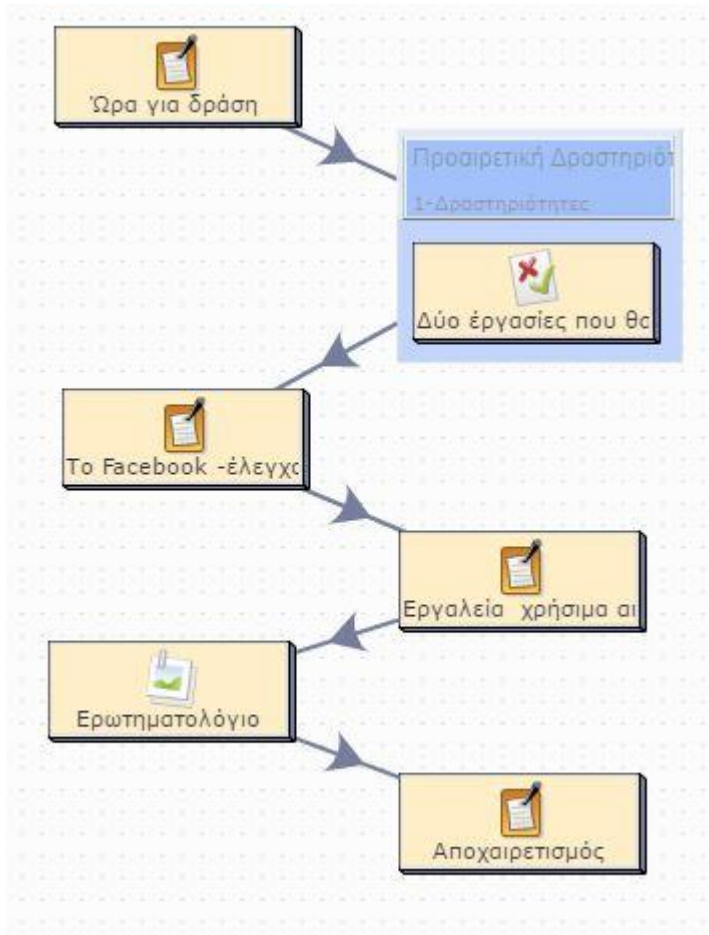 Ώρα για δράση
Προαιρετική Δραστηριότ
1-Δραστηριότητες
Δύο έργασίες που θα
Το Facebook -έλεγχο
Εργαλεία χρήσιμα αι
Ερωτηματολόγιο
Αποχαιρετισμός